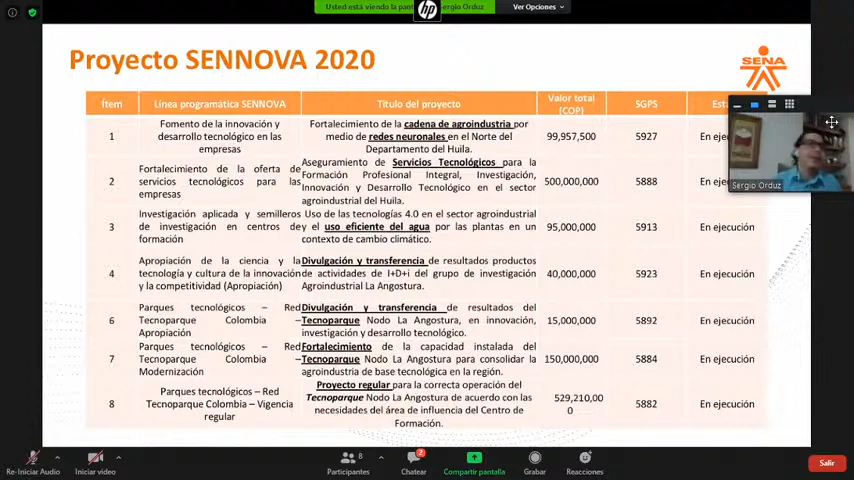 Usted está viendo la pant
Sergio Orduz
Ver Opciones
hp
Proyecto SENNOVA 2020
SENA
Ítem
Línea programática SENNOVA
Título del proyecto
Valor total
(COP)
SGPS
Esta
1
Fomento de la innovación y
desarrollo tecnológico en las
empresas
Fortalecimiento de la cadena de agroindustria por
medio de redes neuronales en el Norte del
Departamento del Huila.
99,957,500
5927
En ejecu
2
Fortalecimiento de la oferta de
servicios tecnológicos para las
empresas
Aseguramiento de Servicios Tecnológicos para la
Formación Profesional Integral, Investigación,
Innovación y Desarrollo Tecnológico en el sector
agroindustrial del Huila.
500,000,000
5888
En ejecu
Sergio Orduz
3
Investigación aplicada y semilleros
de investigación en centros de
formación
Uso de las tecnologías 4.0 en el sector agroindustrial
y el uso eficiente del agua por las plantas en un
contexto de cambio climático.
95,000,000
5913
En ejecución
4
Apropiación de la ciencia y la
tecnología y cultura de la innovación
y la competitividad (Apropiación)
Divulgación y transferencia de resultados productos
de actividades de I+D+i del grupo de investigación
Agroindustrial La Angostura.
40,000,000
5923
En ejecución
6
Parques tecnológicos – Red
Tecnoparque Colombia –
Apropiación
Divulgación y transferencia de resultados del
Tecnoparque Nodo La Angostura, en innovación,
investigación y desarrollo tecnológico.
15,000,000
5892
En ejecución
7
Parques tecnológicos – Red
Tecnoparque Colombia –
Modernización
Fortalecimiento de la capacidad instalada del
Tecnoparque Nodo La Angostura para consolidar la
agroindustria de base tecnológica en la región.
150,000,000
5884
En ejecución
8
Parques tecnológicos – Red
Tecnoparque Colombia – Vigencia
regular
Proyecto regular para la correcta operación del
Tecnoparque Nodo La Angostura de acuerdo con las
necesidades del área de influencia del Centro de
Formación.
529,210,00
0
5882
En ejecución
Re-Iniciar Audio
Iniciar video
8
Participantes
2
Chatear
Compartir pantalla
Grabar
Reacciones
Salir